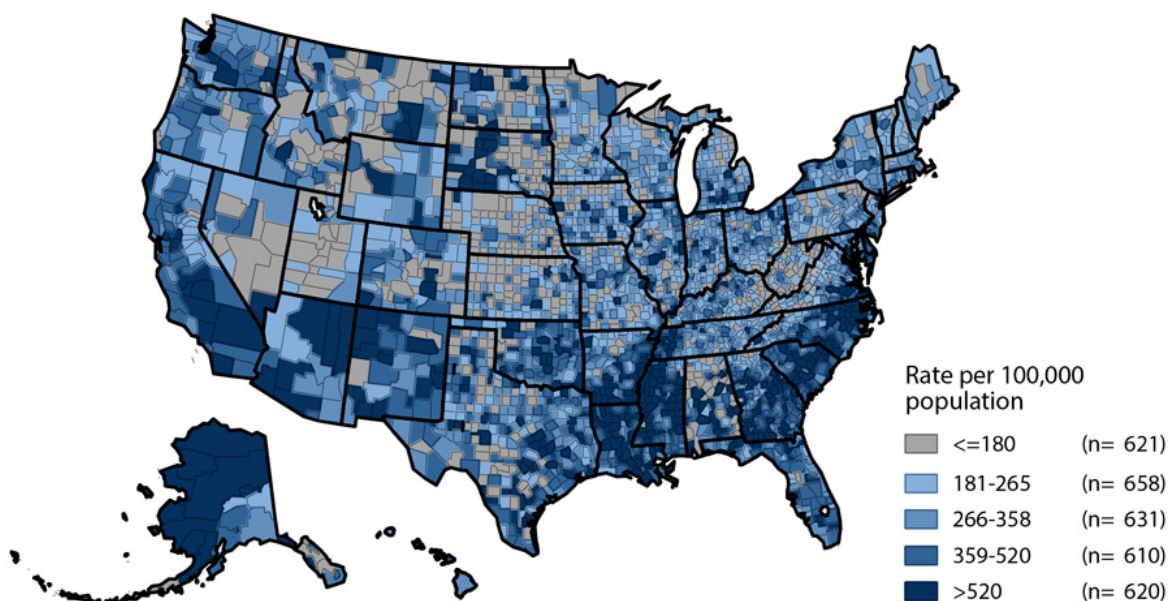 Rate per 100,000
population
<=180 (n= 621)
181-265 (n= 658)
266-358 (n= 631)
359-520 (n= 610)
>520 (n= 620)